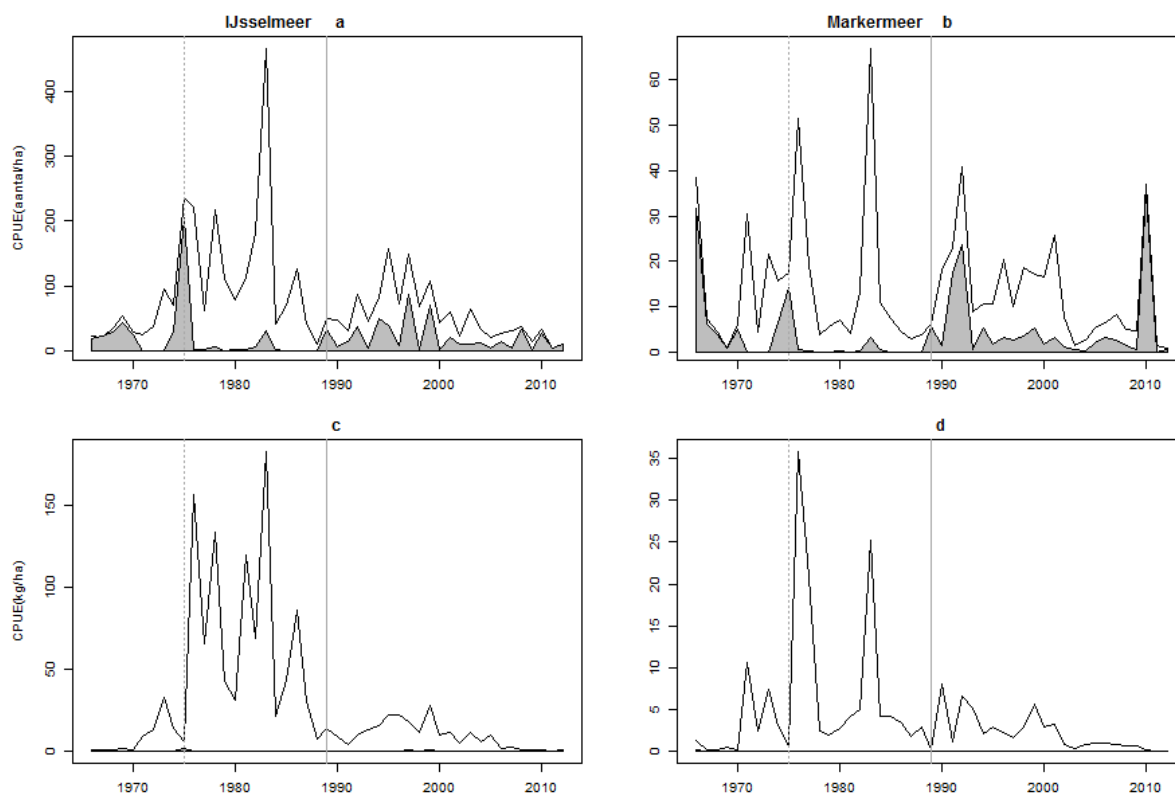 IJsselmeer a
Markermeer b
CPUE(aantal/ha)
0 100 200 300 400
1970 1980 1990 2000 2010
0 10 20 30 40 50 60
1970 1980 1990 2000 2010
c
d
CPUE(kg/ha)
0 50 100 150
1970 1980 1990 2000 2010
0 5 10 15 20 25 30 35
1970 1980 1990 2000 2010